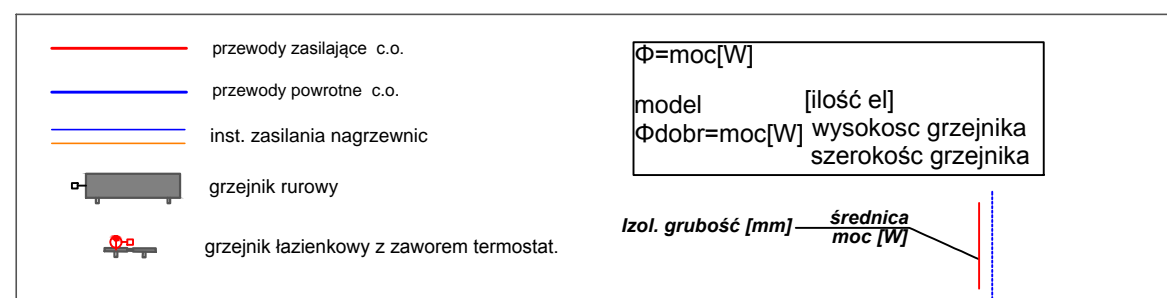 przewody zasilające c.o.
przewody powrotne c.o.
inst. zasilania nagrzewnic
grzejnik rurowy
grzejnik łazienkowy z zaworem termostat.
Φ=moc[W]
model [ilość el]
Φdobr=moc[W] wysokosc grzejnika
szerokośc grzejnika
Izol. grubość [mm] średnica
moc [W]